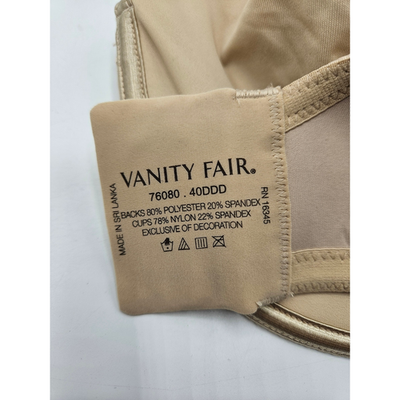 VANITY FAIR®
76080 . 40DDD
BACKS 80% POLYESTER 20% SPANDEX
CUPS 78% NYLON 22% SPANDEX
EXCLUSIVE OF DECORATION
MADE IN SRI LANKA
RN 16345